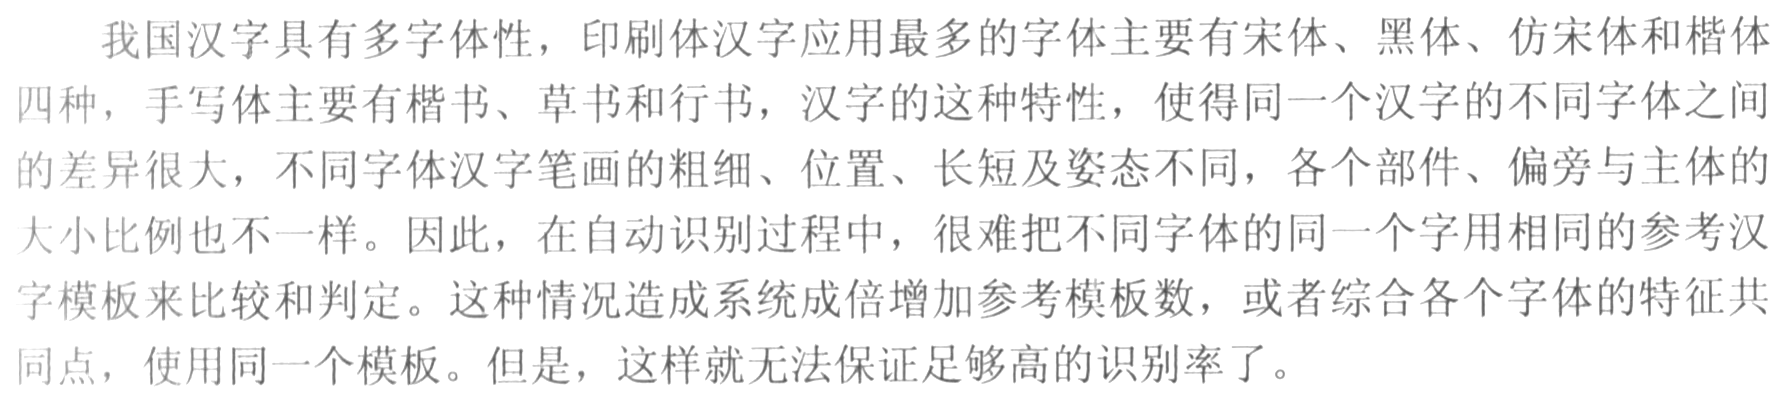 我国汉字具有多字体性，印刷体汉字应用最多的字体主要有宋体、黑体、仿宋体和楷体
四种，手写体主要有楷书、草书和行书，汉字的这种特性，使得同一个汉字的不同字体之间
的差异很大，不同字体汉字笔画的粗细、位置、长短及姿态不同，各个部件、偏旁与主体的
大小比例也不一样。因此，在自动识别过程中，很难把不同字体的同一个字用相同的参考汉
字模板来比较和判定。这种情况造成系统成倍增加参考模板数，或者综合各个字体的特征共
同点，使用同一个模板。但是，这样就无法保证足够高的识别率了。